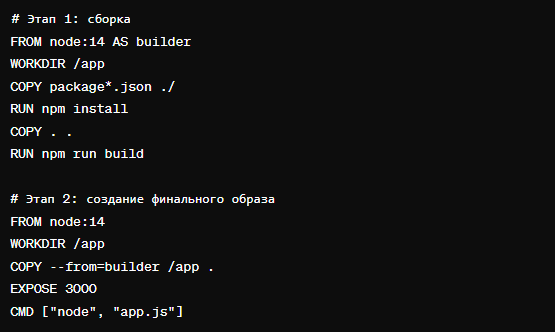 # Этап 1: сборка
FROM node:14 AS builder
WORKDIR /app
COPY package*.json ./
RUN npm install
COPY . .
RUN npm run build
# Этап 2: создание финального образа
FROM node:14
WORKDIR /app
COPY --from=builder /app .
EXPOSE 3000
CMD ["node", "app.js"]